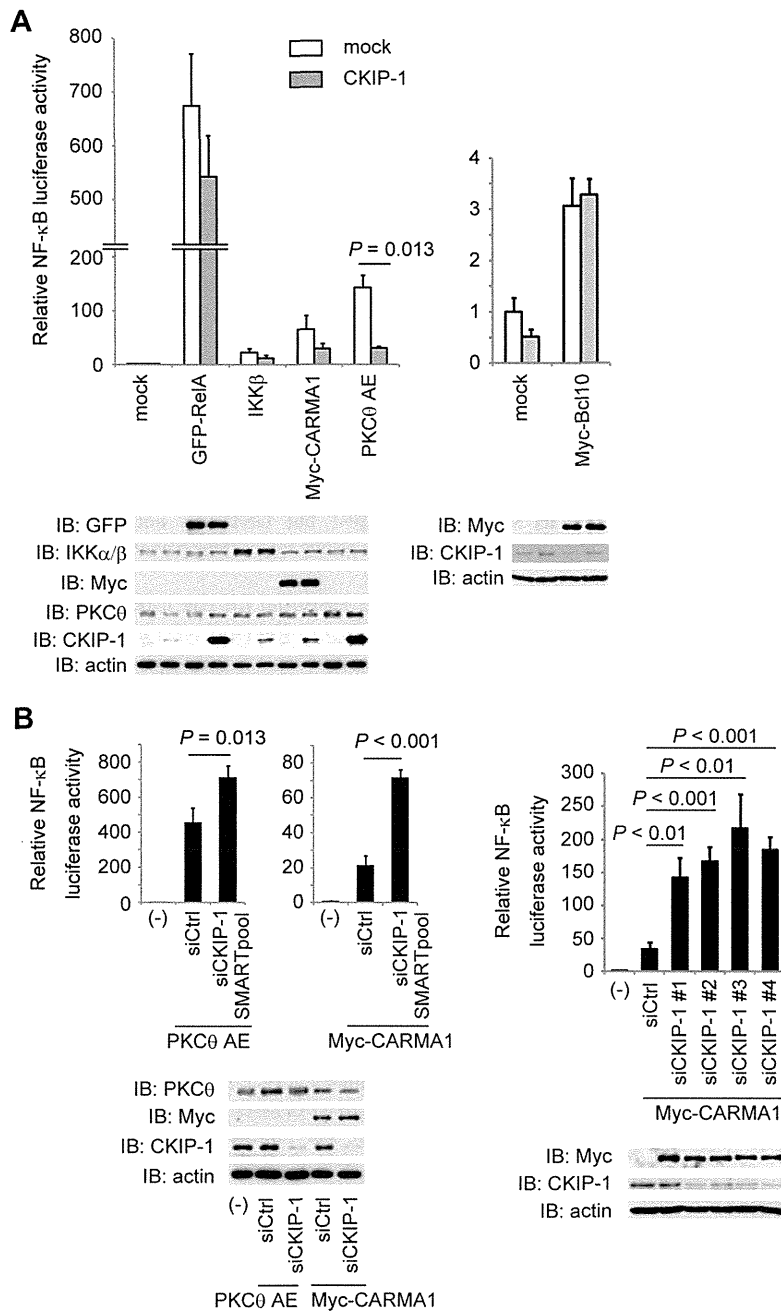 A
mock
CKIP-1
Relative NF-κB luciferase activity
800
700
600
500
200
100
0
P = 0.013
mock
GFP-RelA
IKKβ
Myc-CARMA1
PKCθ AE
4
3
2
1
0
mock
Myc-Bcl10
IB: GFP
IB: IKKα/β
IB: Myc
IB: PKCθ
IB: CKIP-1
IB: actin
IB: Myc
IB: CKIP-1
IB: actin
B
Relative NF-κB
luciferase activity
800
600
400
200
0
P = 0.013
(-)
siCtrl
siCKIP-1
SMARTpool
PKCθ AE
80
60
40
20
0
P < 0.001
(-)
siCtrl
siCKIP-1
SMARTpool
Myc-CARMA1
Relative NF-κB
luciferase activity
300
250
200
150
100
50
0
P < 0.001
P < 0.01
P < 0.001
P < 0.01
(-)
siCtrl
siCKIP-1 #1
siCKIP-1 #2
siCKIP-1 #3
siCKIP-1 #4
Myc-CARMA1
IB: PKCθ
IB: Myc
IB: CKIP-1
IB: actin
(-)
siCtrl
siCKIP-1
siCtrl
siCKIP-1
PKCθ AE
Myc-CARMA1
IB: Myc
IB: CKIP-1
IB: actin